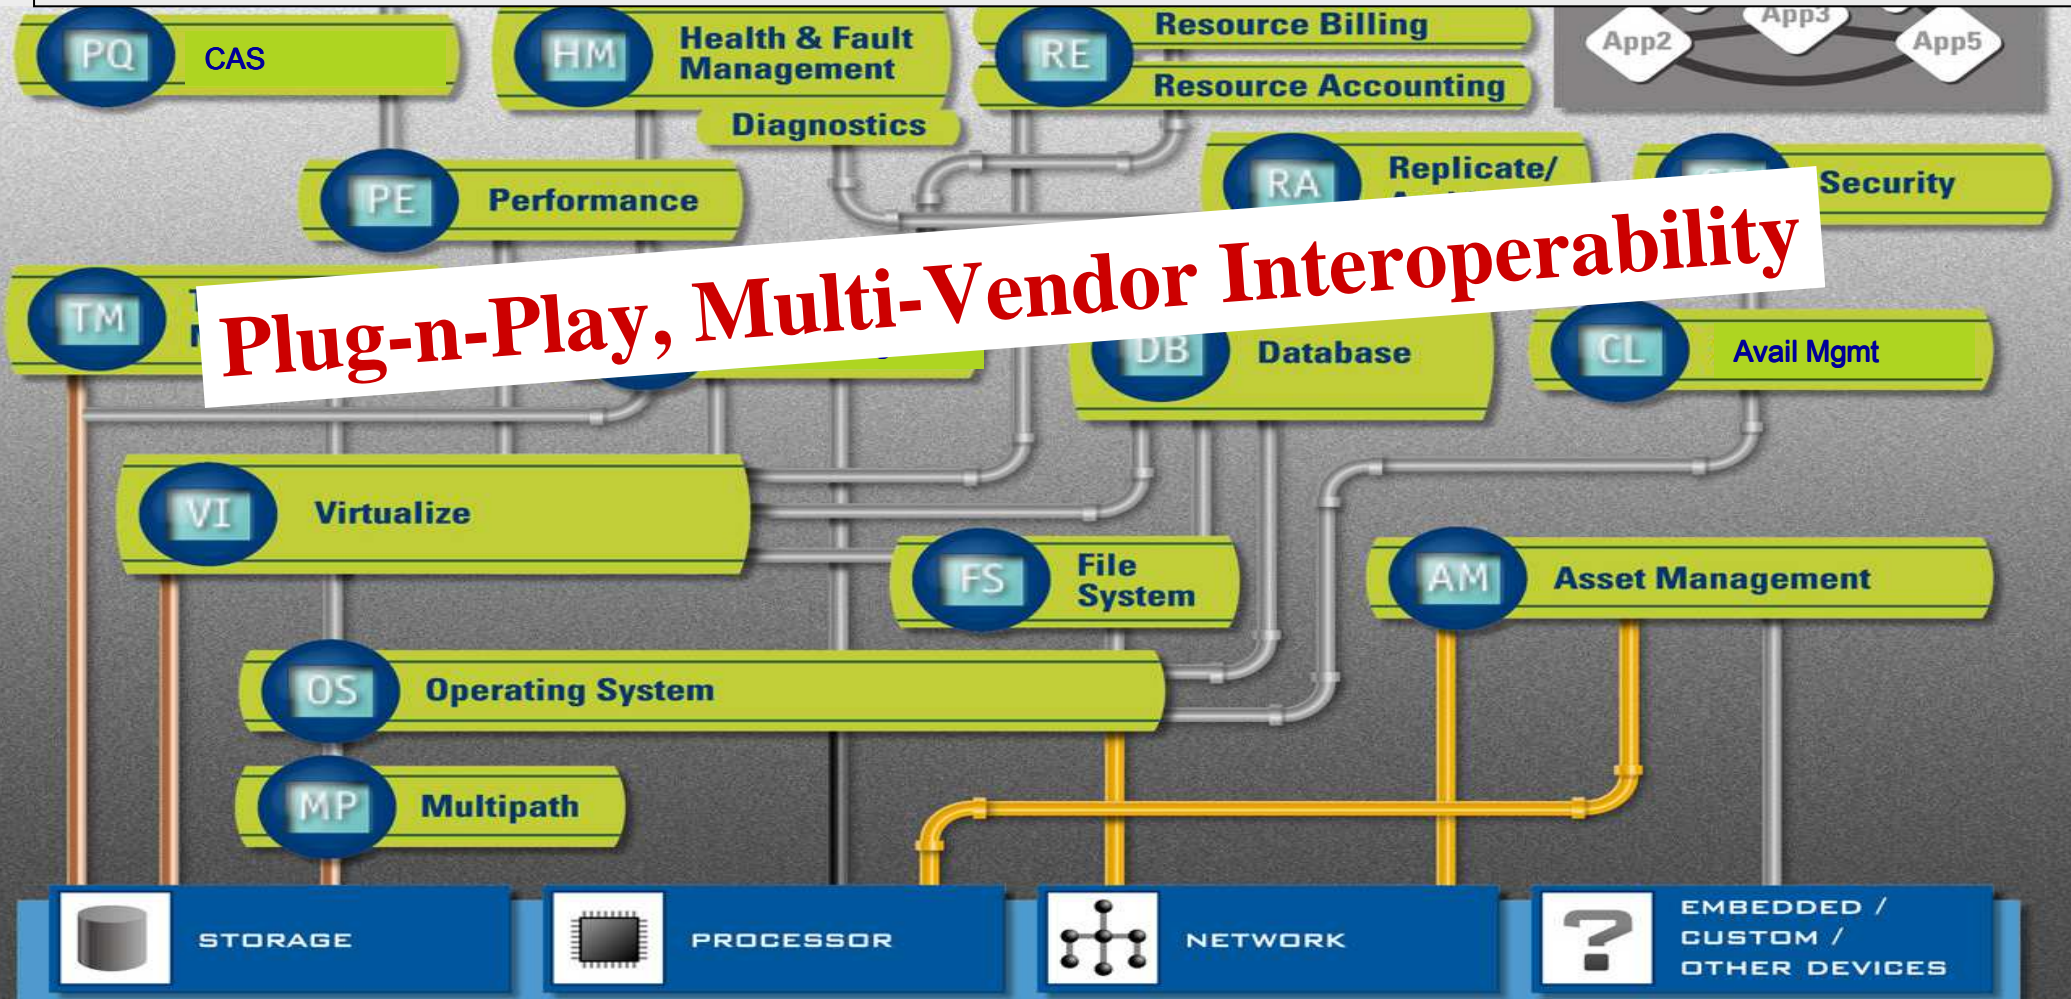 PQ
CAS
HM
Health & Fault
Management
Diagnostics
RE
Resource Billing
Resource Accounting
App2
App3
App5
PE
Performance
RA
Replicate/
Security
TM
Plug-n-Play, Multi-Vendor Interoperability
DB
Database
CL
Avail Mgmt
VI
Virtualize
FS
File
System
AM
Asset Management
OS
Operating System
MP
Multipath
STORAGE
PROCESSOR
NETWORK
EMBEDDED /
CUSTOM /
OTHER DEVICES